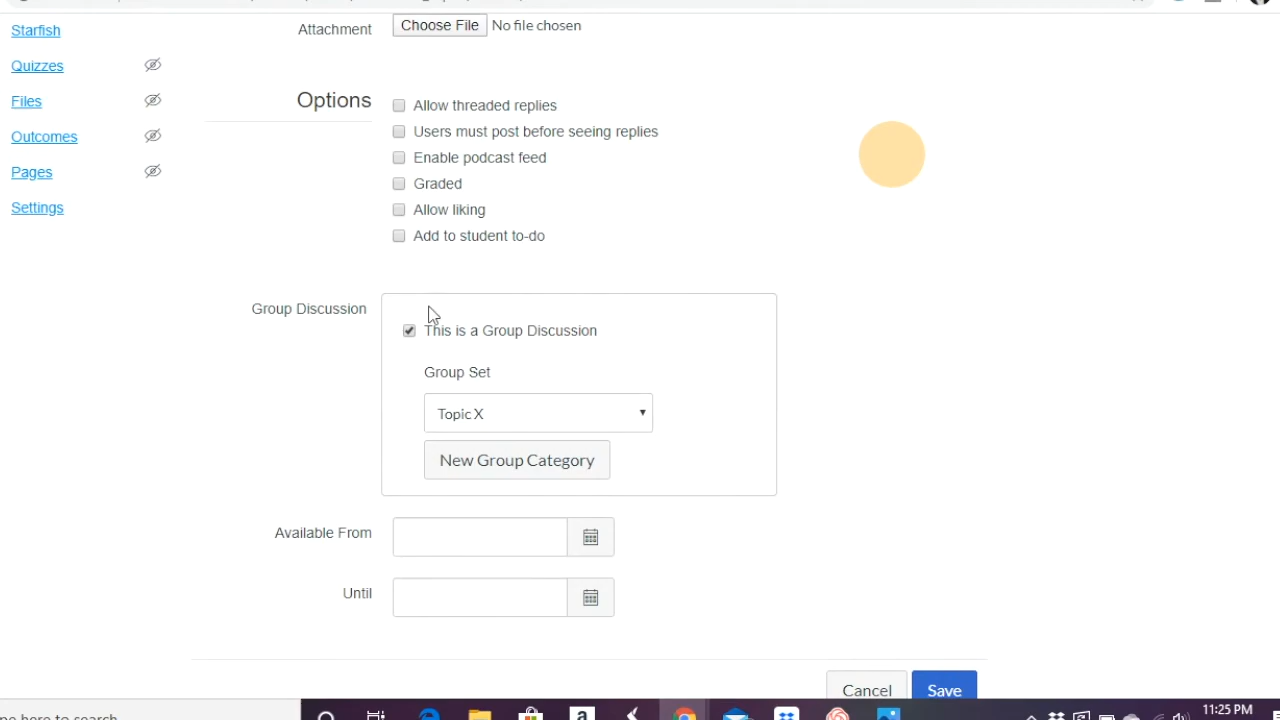 Starfish
Attachment
Choose File No file chosen
Quizzes
Files
Options
Allow threaded replies
Users must post before seeing replies
Outcomes
Enable podcast feed
Pages
Graded
Settings
Allow liking
Add to student to-do
Group Discussion
This is a Group Discussion
Group Set
Topic X
New Group Category
Available From
Until
Cancel
Save
11:25 PM